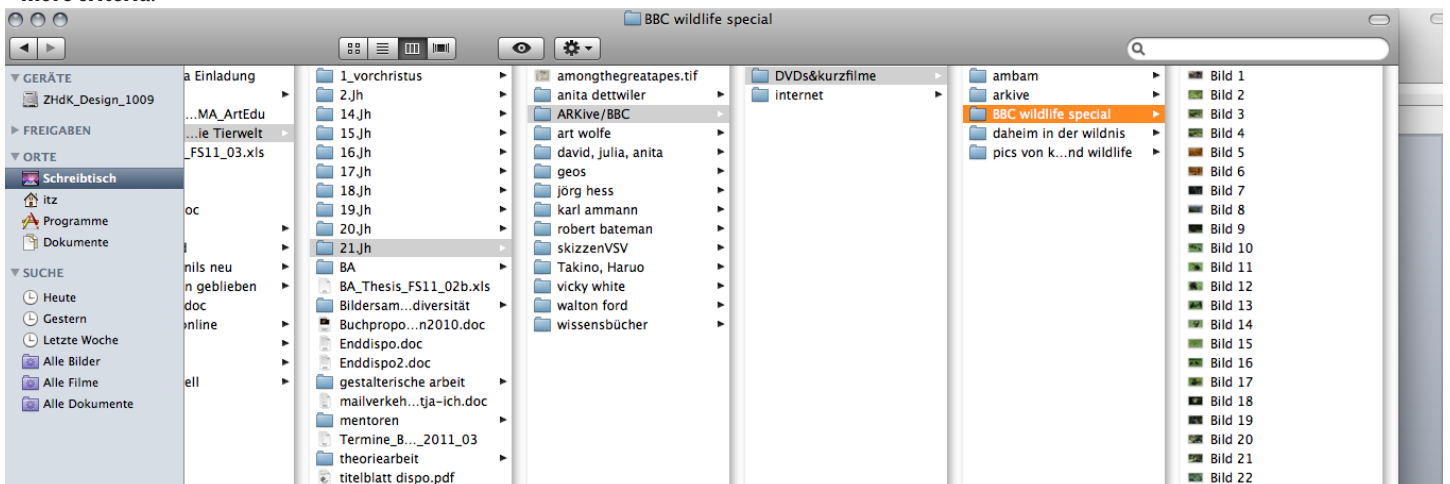 more criteria.
BBC wildlife special
GERÄTE
ZHdK_Design_1009
FREIGABEN
ORTE
Schreibtisch
itz
Programme
Dokumente
SUCHE
Heute
Gestern
Letzte Woche
Alle Bilder
Alle Filme
Alle Dokumente
a Einladung
...MA_ArtEdu
...ie Tierwelt
_FS11_03.xls
oc
nils neu
n geblieben
doc
online
ell
1_vorchristus
2.Jh
14.Jh
15.Jh
16.Jh
17.Jh
18.Jh
19.Jh
20.Jh
21.Jh
BA
BA_Thesis_FS11_02b.xls
Bildersam...diversität
Buchpropo...n2010.doc
Enddispo.doc
Enddispo2.doc
gestalterische arbeit
mailverkeh...tja-ich.doc
mentoren
Termine_B..._2011_03
theoriearbeit
titelblatt dispo.pdf
amongthegreatapes.tif
anita dettwiler
ARKive/BBC
art wolfe
david, julia, anita
geos
jörg hess
karl ammann
robert bateman
skizzenVSV
Takino, Haruo
vicky white
walton ford
wissensbücher
DVDs&kurzfilme
internet
ambam
arkive
BBC wildlife special
daheim in der wildnis
pics von k...nd wildlife
Bild 1
Bild 2
Bild 3
Bild 4
Bild 5
Bild 6
Bild 7
Bild 8
Bild 9
Bild 10
Bild 11
Bild 12
Bild 13
Bild 14
Bild 15
Bild 16
Bild 17
Bild 18
Bild 19
Bild 20
Bild 21
Bild 22